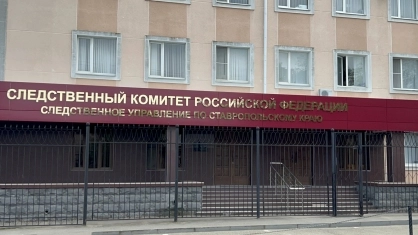 СЛЕДСТВЕННЫЙ КОМИТЕТ РОССИЙСКОЙ ФЕДЕРАЦИИ
СЛЕДСТВЕННОЕ УПРАВЛЕНИЕ ПО СТАВРОПОЛЬСКОМУ КРАЮ